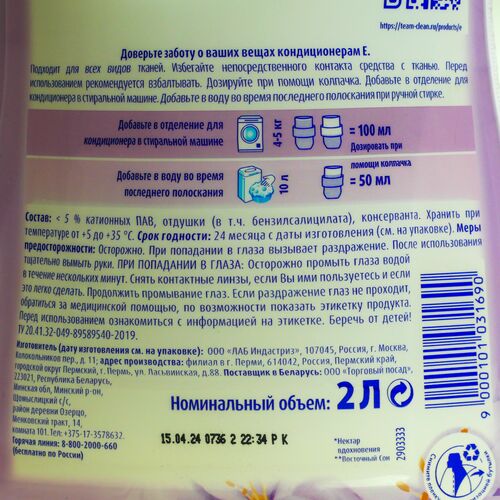 https://team-clean.ru/products/e
Доверьте заботу о ваших вещах кондиционерам E.
Подходит для всех видов тканей. Избегайте непосредственного контакта средства с тканью. Перед
использованием рекомендуется взбалтывать. Дозируйте при помощи колпачка. Добавьте в отделение для
кондиционера в стиральной машине. Добавьте в воду во время последнего полоскания при ручной стирке.
Добавьте в отделение для
кондиционера в стиральной машине
4-5 кг
= 100 мл
Дозировать при
помощи колпачка
Добавьте в воду во время
последнего полоскания
10 л
= 50 мл
Состав: < 5 % катионных ПАВ, отдушки (в т.ч. бензилсалицилата), консерванта. Хранить при
температуре от +5 до +35 °С. Срок годности: 24 месяца с даты изготовления (см. на упаковке). Меры
предосторожности: Осторожно. При попадании в глаза вызывает раздражение. После использования
тщательно вымыть руки. ПРИ ПОПАДАНИИ В ГЛАЗА: Осторожно промыть глаза водой
в течение нескольких минут. Снять контактные линзы, если Вы ими пользуетесь и если
это легко сделать. Продолжить промывание глаз. Если раздражение глаз не проходит,
обратиться за медицинской помощью, по возможности показать этикетку продукта.
Перед использованием ознакомиться с информацией на этикетке. Беречь от детей!
ТУ 20.41.32-049-89589540-2019.
Изготовитель (дату изготовления см. на упаковке): ООО «ЛАБ Индастриз», 107045, Россия, г. Москва,
Колокольников пер., д. 11; адрес производства: филиал в г. Перми, 614042, Россия, Пермский край,
городской округ Пермский, г. Пермь, ул. Ласьвинская, д. 88. Поставщик в Беларусь: ООО "Торговый посад",
223021, Республика Беларусь,
Минская обл, Минский р-он,
Щомыслицкий с/с,
район деревни Озерцо,
Менковский тракт, 14,
комната 101. Тел: +375-17-3578632.
Горячая линия: 8-800-2000-660
(бесплатно по России)
Номинальный объем: 2 Л
15.04.24 0736 2 22:34 Р К
*Нектар
вдохновения
**Восточный Сон
2903333
9 000101 031690
Снимите